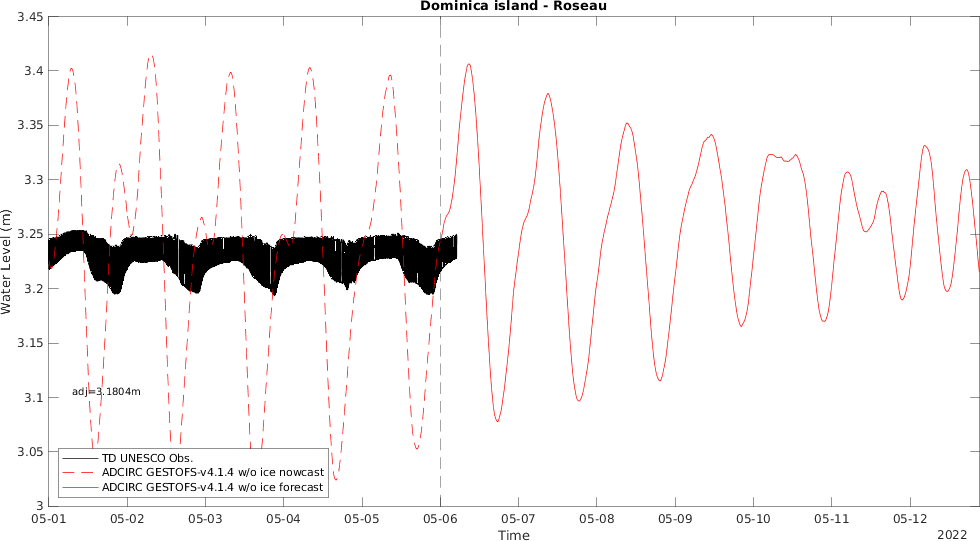 Dominica island - Roseau
3.45
3.4
3.35
3.3
3.25
3.2
3.15
3.1
3.05
3
Water Level (m)
adj=3.1804m
TD UNESCO Obs.
ADCIRC GESTOFS-v4.1.4 w/o ice nowcast
ADCIRC GESTOFS-v4.1.4 w/o ice forecast
05-01 05-02 05-03 05-04 05-05 05-06 05-07 05-08 05-09 05-10 05-11 05-12
Time
2022